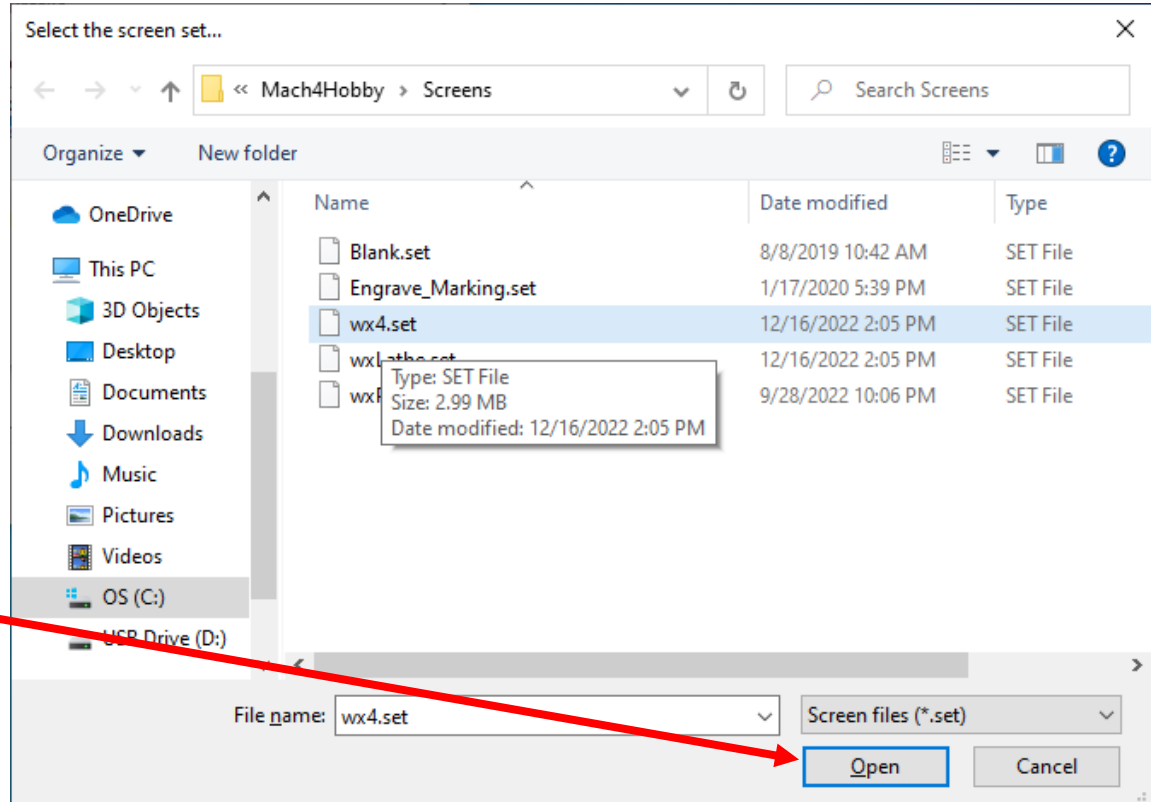 Select the screen set...
« Mach4Hobby › Screens
Search Screens
Organize
New folder
OneDrive
This PC
3D Objects
Desktop
Documents
Downloads
Music
Pictures
Videos
OS (C:)
USB Drive (D:)
Name Date modified Type
Blank.set 8/8/2019 10:42 AM SET File
Engrave_Marking.set 1/17/2020 5:39 PM SET File
wx4.set 12/16/2022 2:05 PM SET File
wxLathe.set 12/16/2022 2:05 PM SET File
9/28/2022 10:06 PM SET File
Type: SET File
Size: 2.99 MB
Date modified: 12/16/2022 2:05 PM
File name: wx4.set Screen files (*.set)
Open Cancel